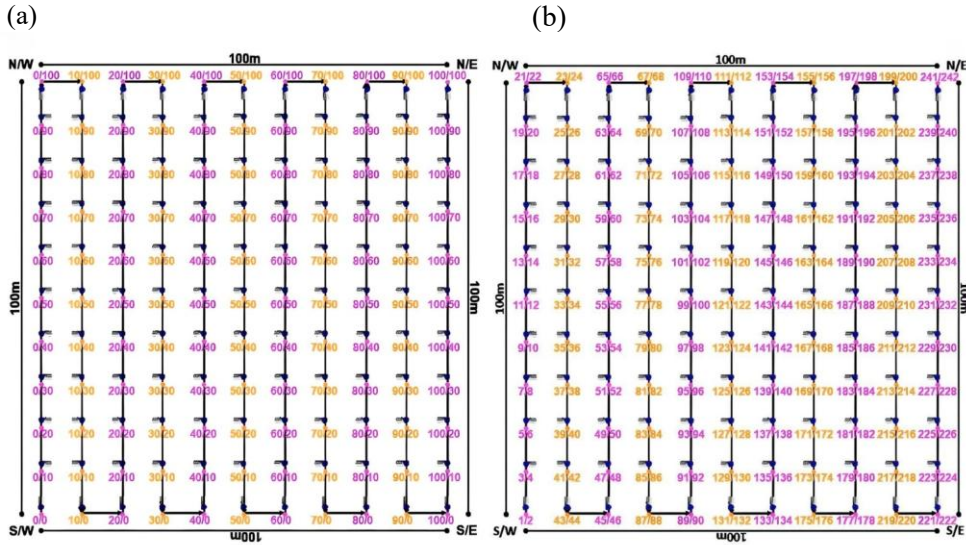 (a)
(b)
100m
N/W N/E
0/100 10/100 20/100 30/100 40/100 50/100 60/100 70/100 80/100 90/100 100/100
0/90 10/90 20/90 30/90 40/90 50/90 60/90 70/90 80/90 90/90 100/90
0/80 10/80 20/80 30/80 40/80 50/80 60/80 70/80 80/80 90/80 100/80
0/70 10/70 20/70 30/70 40/70 50/70 60/70 70/70 80/70 90/70 100/70
0/60 10/60 20/60 30/60 40/60 50/60 60/60 70/60 80/60 90/60 100/60
100m 100m
0/50 10/50 20/50 30/50 40/50 50/50 60/50 70/50 80/50 90/50 100/50
0/40 10/40 20/40 30/40 40/40 50/40 60/40 70/40 80/40 90/40 100/40
0/30 10/30 20/30 30/30 40/30 50/30 60/30 70/30 80/30 90/30 100/30
0/20 10/20 20/20 30/20 40/20 50/20 60/20 70/20 80/20 90/20 100/20
0/10 10/10 20/10 30/10 40/10 50/10 60/10 70/10 80/10 90/10 100/10
0/0 10/0 20/0 30/0 40/0 50/0 60/0 70/0 80/0 90/0 100/0
S/W S/E
100m
100m
N/W N/E
21/22 23/24 65/66 67/68 109/110 111/112 153/154 155/156 197/198 199/200 241/242
19/20 25/26 63/64 69/70 107/108 113/114 151/152 157/158 195/196 201/202 239/240
17/18 27/28 61/62 71/72 105/106 115/116 149/150 159/160 193/194 203/204 237/238
15/16 29/30 59/60 73/74 103/104 117/118 147/148 161/162 191/192 205/206 235/236
13/14 31/32 57/58 75/76 101/102 119/120 145/146 163/164 189/190 207/208 233/234
100m 100m
11/12 33/34 55/56 77/78 99/100 121/122 143/144 165/166 187/188 209/210 231/232
9/10 35/36 53/54 79/80 97/98 123/124 141/142 167/168 185/186 211/212 229/230
7/8 37/38 51/52 81/82 95/96 125/126 139/140 169/170 183/184 213/214 227/228
5/6 39/40 49/50 83/84 93/94 127/128 137/138 171/172 181/182 215/216 225/226
3/4 41/42 47/48 85/86 91/92 129/130 135/136 173/174 179/180 217/218 223/224
1/2 43/44 45/46 87/88 89/90 131/132 133/134 175/176 177/178 219/220 221/222
S/W S/E
100m